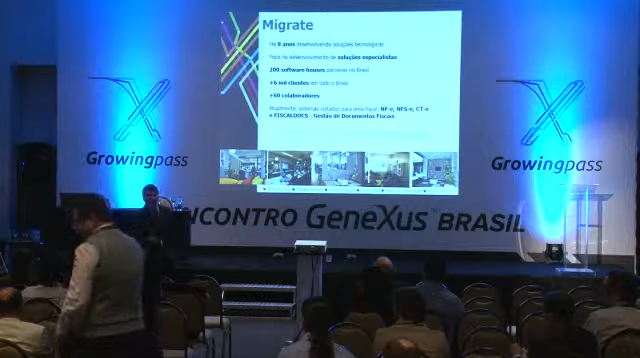 Migrate
Há 8 anos desenvolvendo soluções tecnológicas
Foco no desenvolvimento de soluções especialistas
200 software houses parceiras no Brasil
+6 mil clientes em todo o Brasil
+60 colaboradores
Atualmente, sistemas voltados para área fiscal: NF-e, NFS-e, CT-e
e FISCALDOCS - Gestão de Documentos Fiscais
Growingpass
Growingpass
NCONTRO GeneXus BRASIL